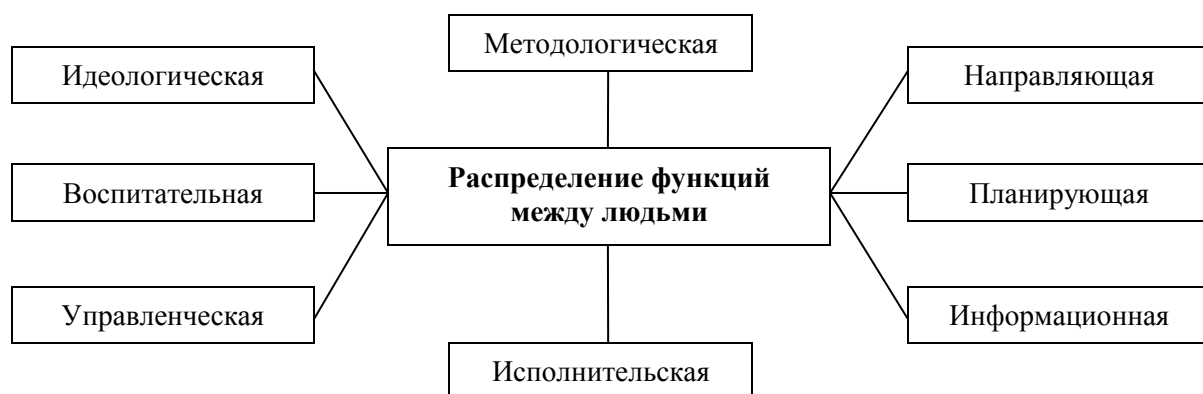 Методологическая
Идеологическая
Направляющая
Воспитательная
Распределение функций
между людьми
Планирующая
Управленческая
Информационная
Исполнительская